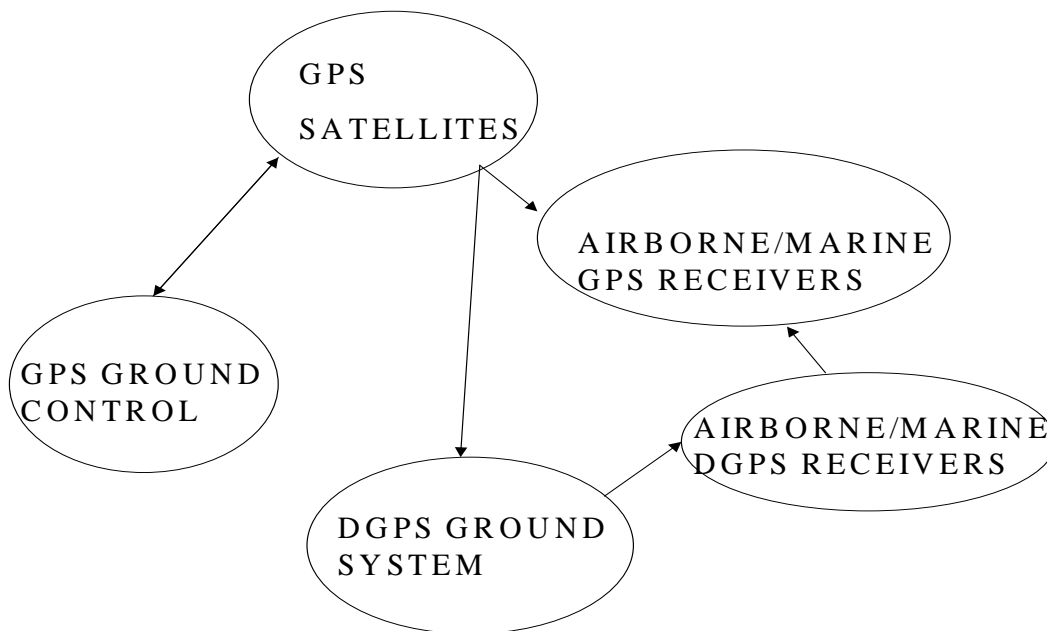 GPS
SATELLITES
AIRBORNE/MARINE
GPS RECEIVERS
GPS GROUND
CONTROL
AIRBORNE/MARINE
DGPS RECEIVERS
DGPS GROUND
SYSTEM